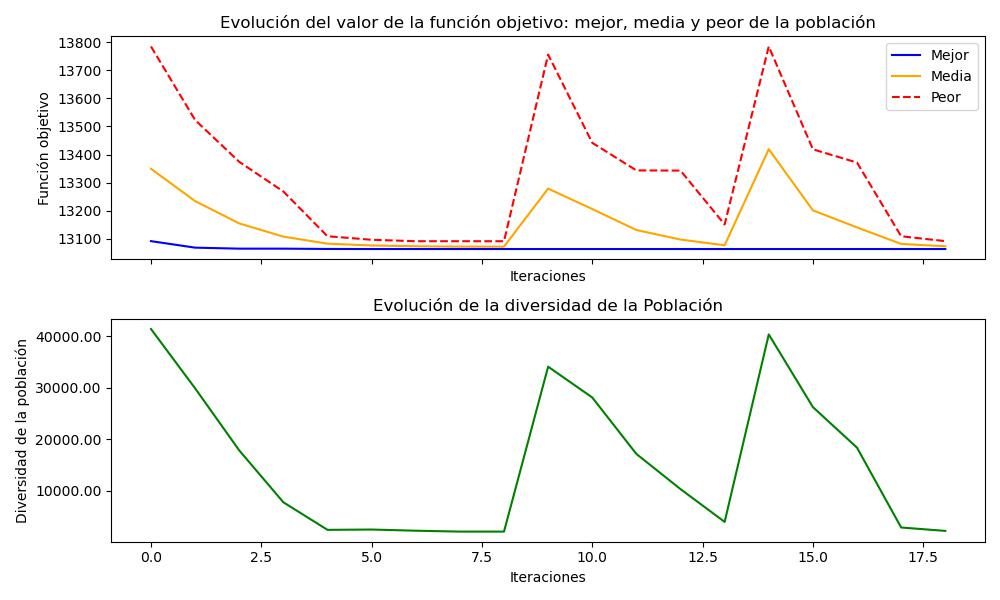 Evolución del valor de la función objetivo: mejor, media y peor de la población
Función objetivo
13800
13700
13600
13500
13400
13300
13200
13100
Mejor
Media
Peor
Iteraciones
Evolución de la diversidad de la Población
Diversidad de la población
40000.00
30000.00
20000.00
10000.00
0.0 2.5 5.0 7.5 10.0 12.5 15.0 17.5
Iteraciones